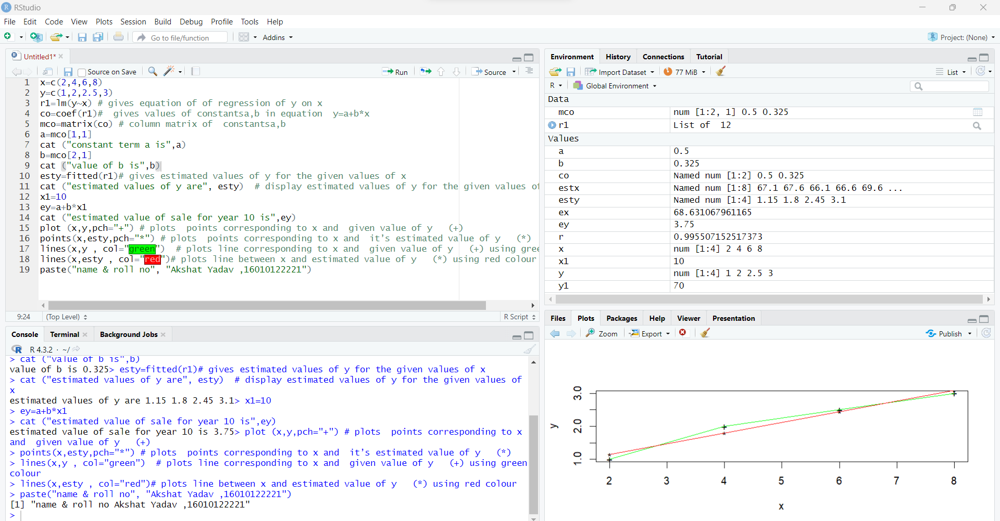 RStudio
File Edit Code View Plots Session Build Debug Profile Tools Help
Go to file/function Addins Project: (None)
Untitled1*
Source on Save Run Source
1 x=c(2,4,6,8)
2 y=c(1,2,2.5,3)
3 r1=lm(y~x) # gives equation of of regression of y on x
4 co=coef(r1)#  gives values of constantsa,b in equation  y=a+b*x
5 mco=matrix(co) # column matrix of  constantsa,b
6 a=mco[1,1]
7 cat ("constant term a is",a)
8 b=mco[2,1]
9 cat ("value of b is",b)
10 esty=fitted(r1)# gives estimated values of y for the given values of x
11 cat ("estimated values of y are", esty)  # display estimated values of y for the given values o
12 x1=10
13 ey=a+b*x1
14 cat ("estimated value of sale for year 10 is",ey)
15 plot (x,y,pch="+") # plots  points corresponding to x and  given value of y   (+)
16 points(x,esty,pch="*") # plots  points corresponding to x and  it's estimated value of y   (*)
17 lines(x,y , col="green")  # plots line corresponding to x and  given value of y   (+) using gree
18 lines(x,esty , col="red")# plots line between x and estimated value of y   (*) using red colour
19 paste("name & roll no", "Akshat Yadav ,16010122221")
9:24 (Top Level) R Script
Console Terminal Background Jobs
R 4.3.2 · ~/
> cat ("value of b is",b)
value of b is 0.325> esty=fitted(r1)# gives estimated values of y for the given values of x
> cat ("estimated values of y are", esty)  # display estimated values of y for the given values of
x
estimated values of y are 1.15 1.8 2.45 3.1> x1=10
> ey=a+b*x1
> cat ("estimated value of sale for year 10 is",ey)
estimated value of sale for year 10 is 3.75> plot (x,y,pch="+") # plots  points corresponding to x
and  given value of y   (+)
> points(x,esty,pch="*") # plots  points corresponding to x and  it's estimated value of y   (*)
> lines(x,y , col="green")  # plots line corresponding to x and  given value of y   (+) using green
colour
> lines(x,esty , col="red")# plots line between x and estimated value of y   (*) using red colour
> paste("name & roll no", "Akshat Yadav ,16010122221")
[1] "name & roll no Akshat Yadav ,16010122221"
>
Environment History Connections Tutorial
Import Dataset 77 MiB List
R Global Environment
Data
mco num [1:2, 1] 0.5 0.325
r1 List of  12
Values
a 0.5
b 0.325
co Named num [1:2] 0.5 0.325
estx Named num [1:8] 67.1 67.6 66.1 66.6 69.6 ...
esty Named num [1:4] 1.15 1.8 2.45 3.1
ex 68.631067961165
ey 3.75
r 0.995507152517373
x num [1:4] 2 4 6 8
x1 10
y num [1:4] 1 2 2.5 3
y1 70
Files Plots Packages Help Viewer Presentation
Zoom Export Publish
3.0
2.0
1.0
y
2 3 4 5 6 7 8
x